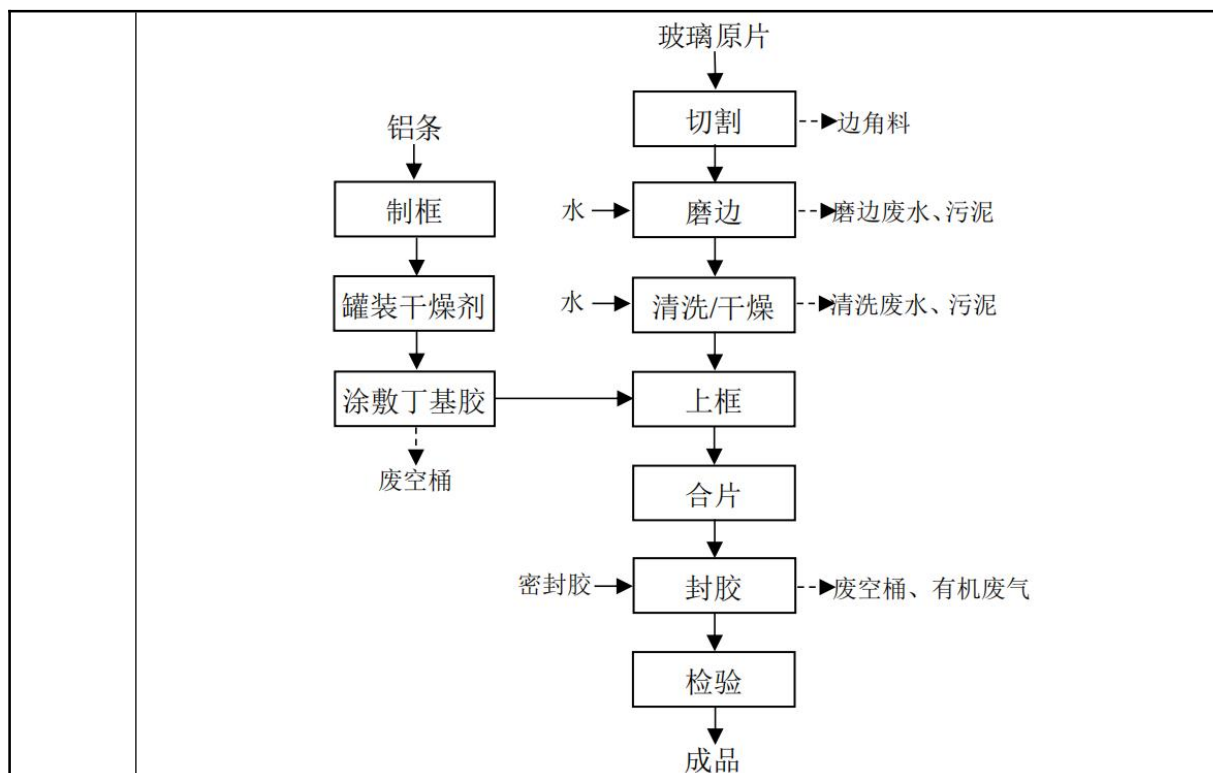 玻璃原片
切割
边角料
铝条
制框
水
磨边
磨边废水、污泥
罐装干燥剂
水
清洗/干燥
清洗废水、污泥
涂敷丁基胶
上框
废空桶
合片
密封胶
封胶
废空桶、有机废气
检验
成品